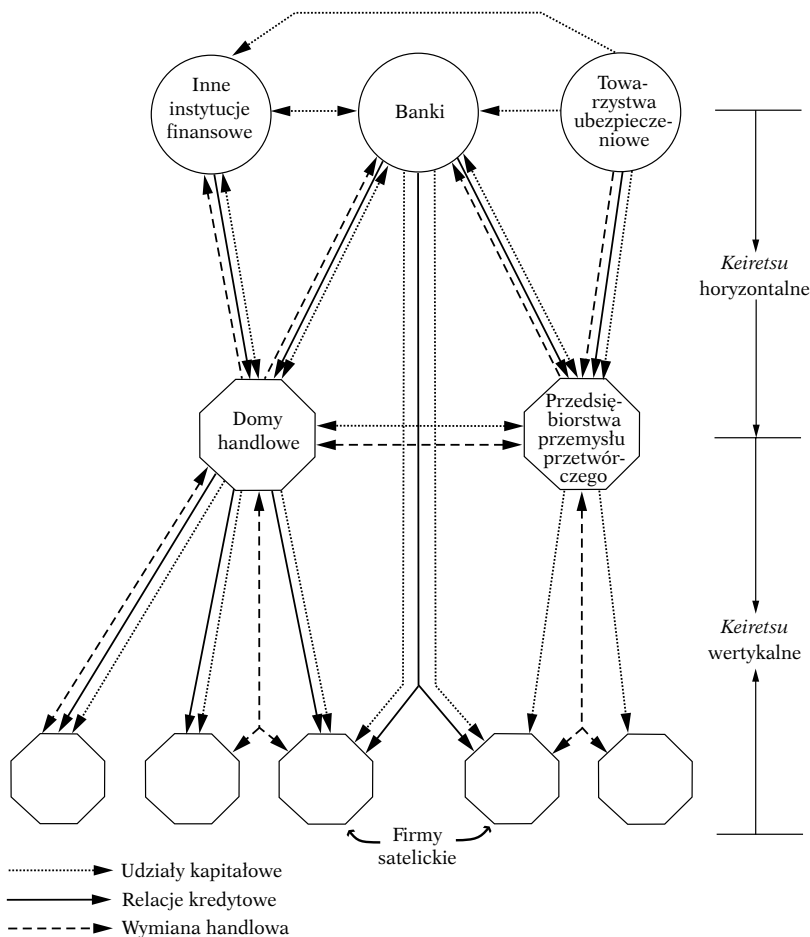 Inne
instytucje
finansowe
Banki
Towa-
rzystwa
ubezpiecze-
niowe
Keiretsu
horyzontalne
Domy
handlowe
Przedsię-
biorstwa
przemysłu
przetwór-
czego
Keiretsu
wertykalne
Firmy
satelickie
Udziały kapitałowe
Relacje kredytowe
Wymiana handlowa